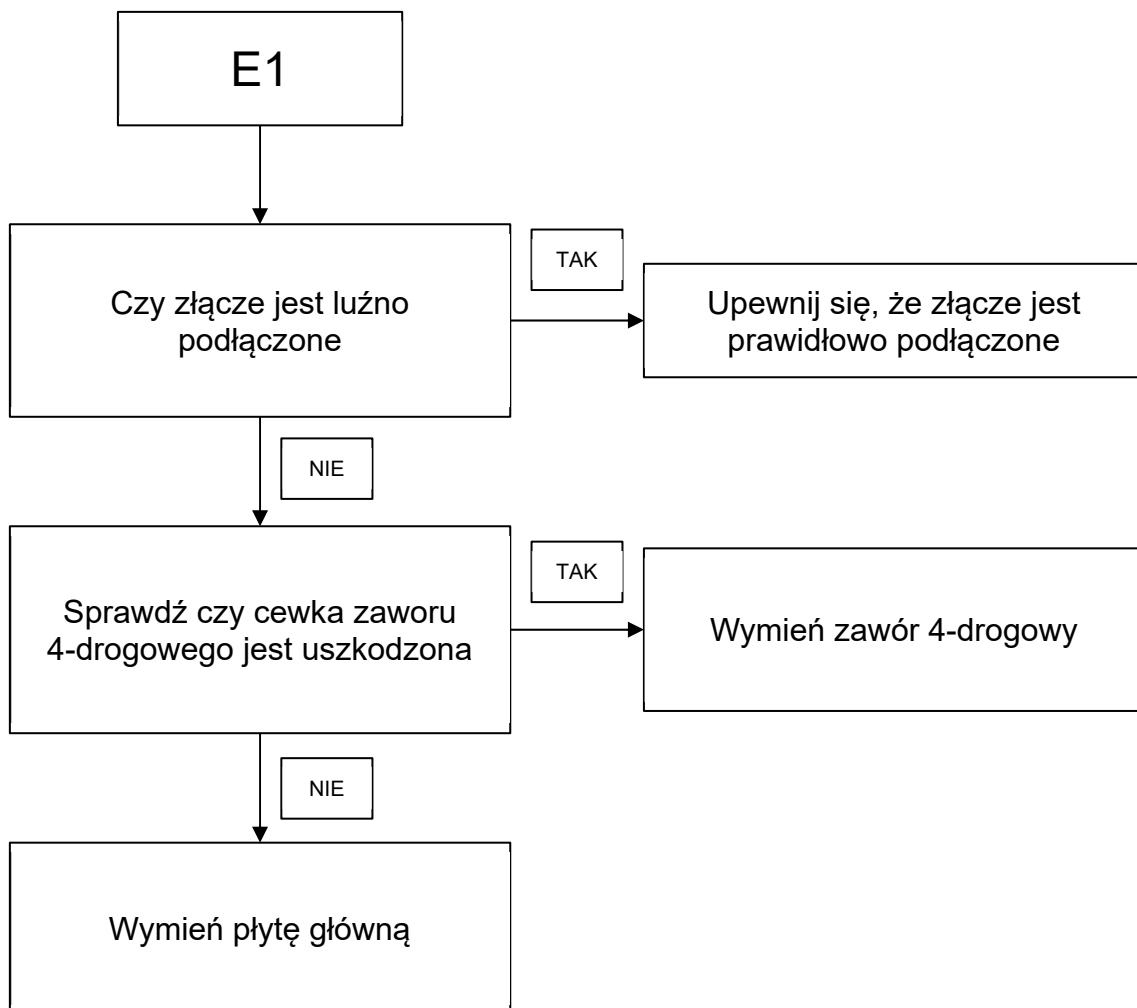 E1
Czy złącze jest luźno
podłączone
TAK
Upewnij się, że złącze jest
prawidłowo podłączone
NIE
Sprawdź czy cewka zaworu
4-drogowego jest uszkodzona
TAK
Wymień zawór 4-drogowy
NIE
Wymień płytę główną